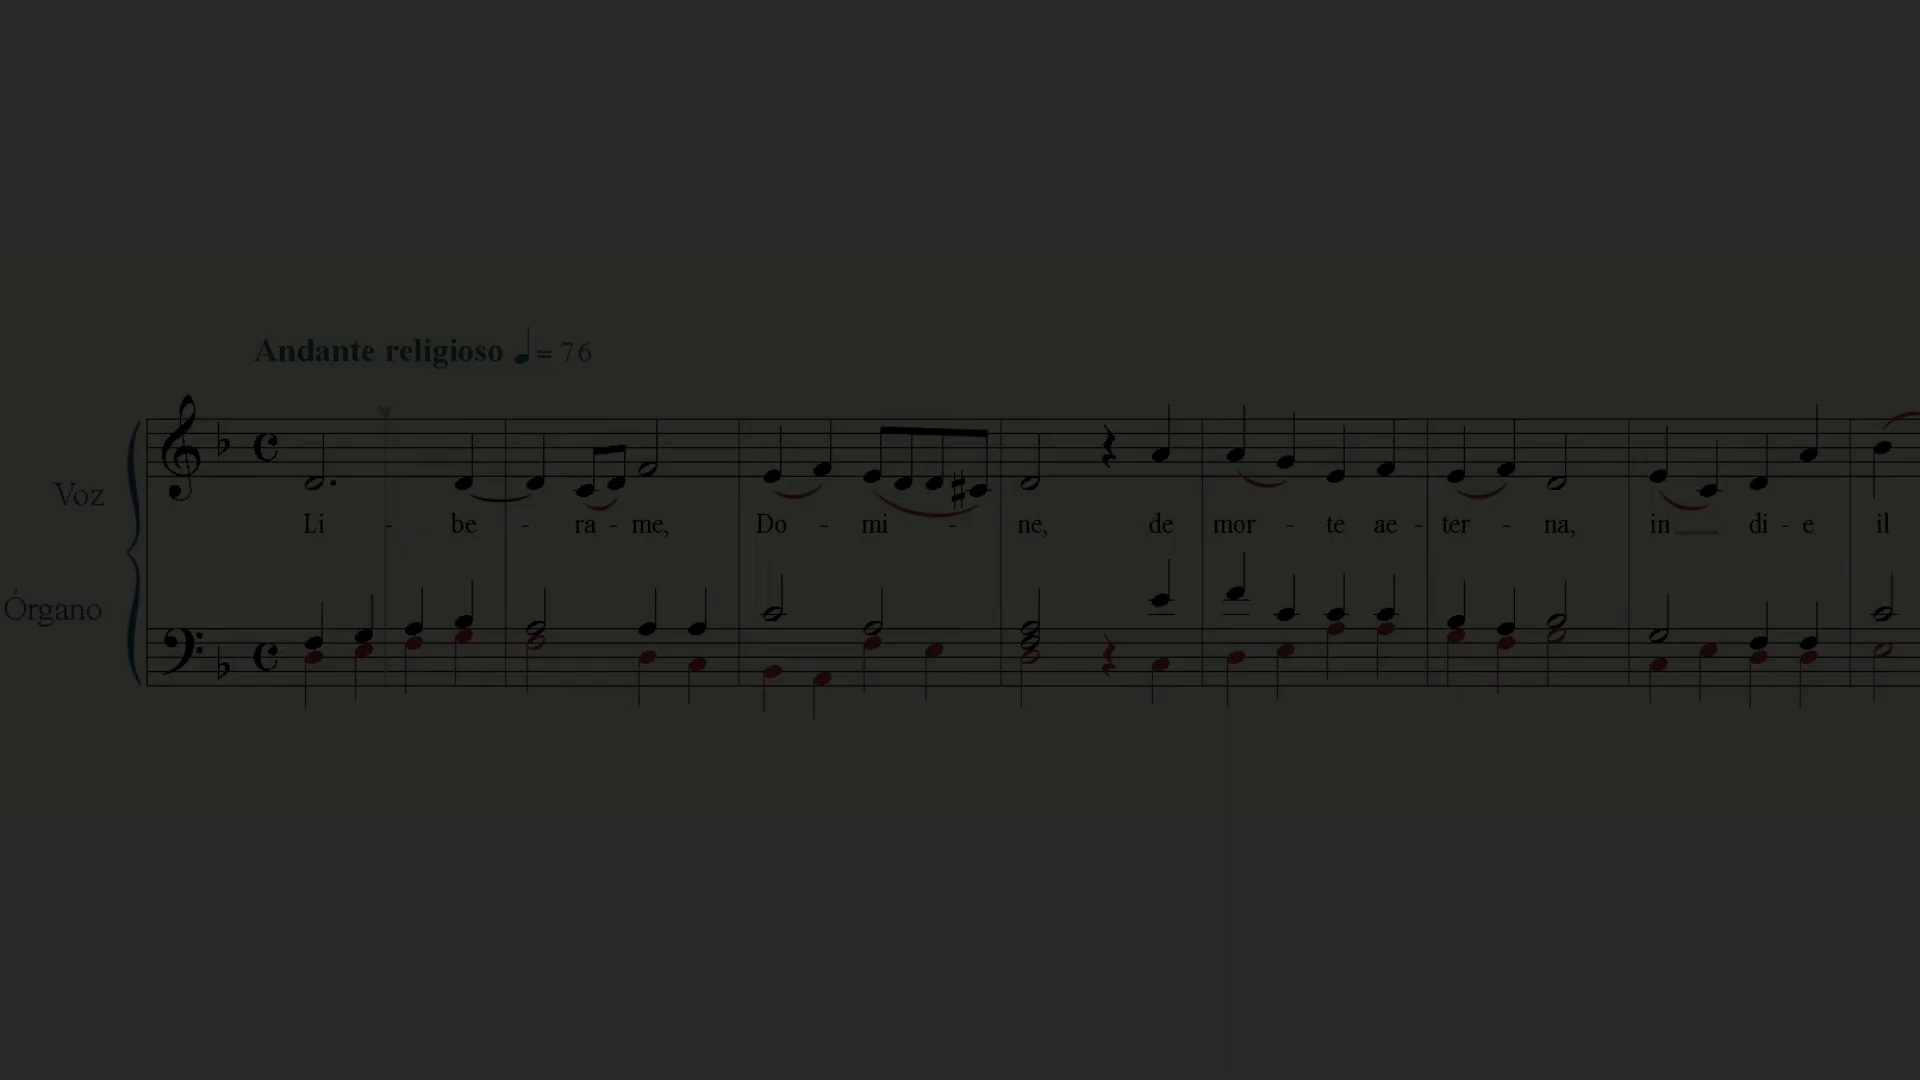 Andante religioso ♩= 76
Voz
Li - be - ra - me, Do - mi - ne, de mor - te ae - ter - na, in di - e il
Órgano